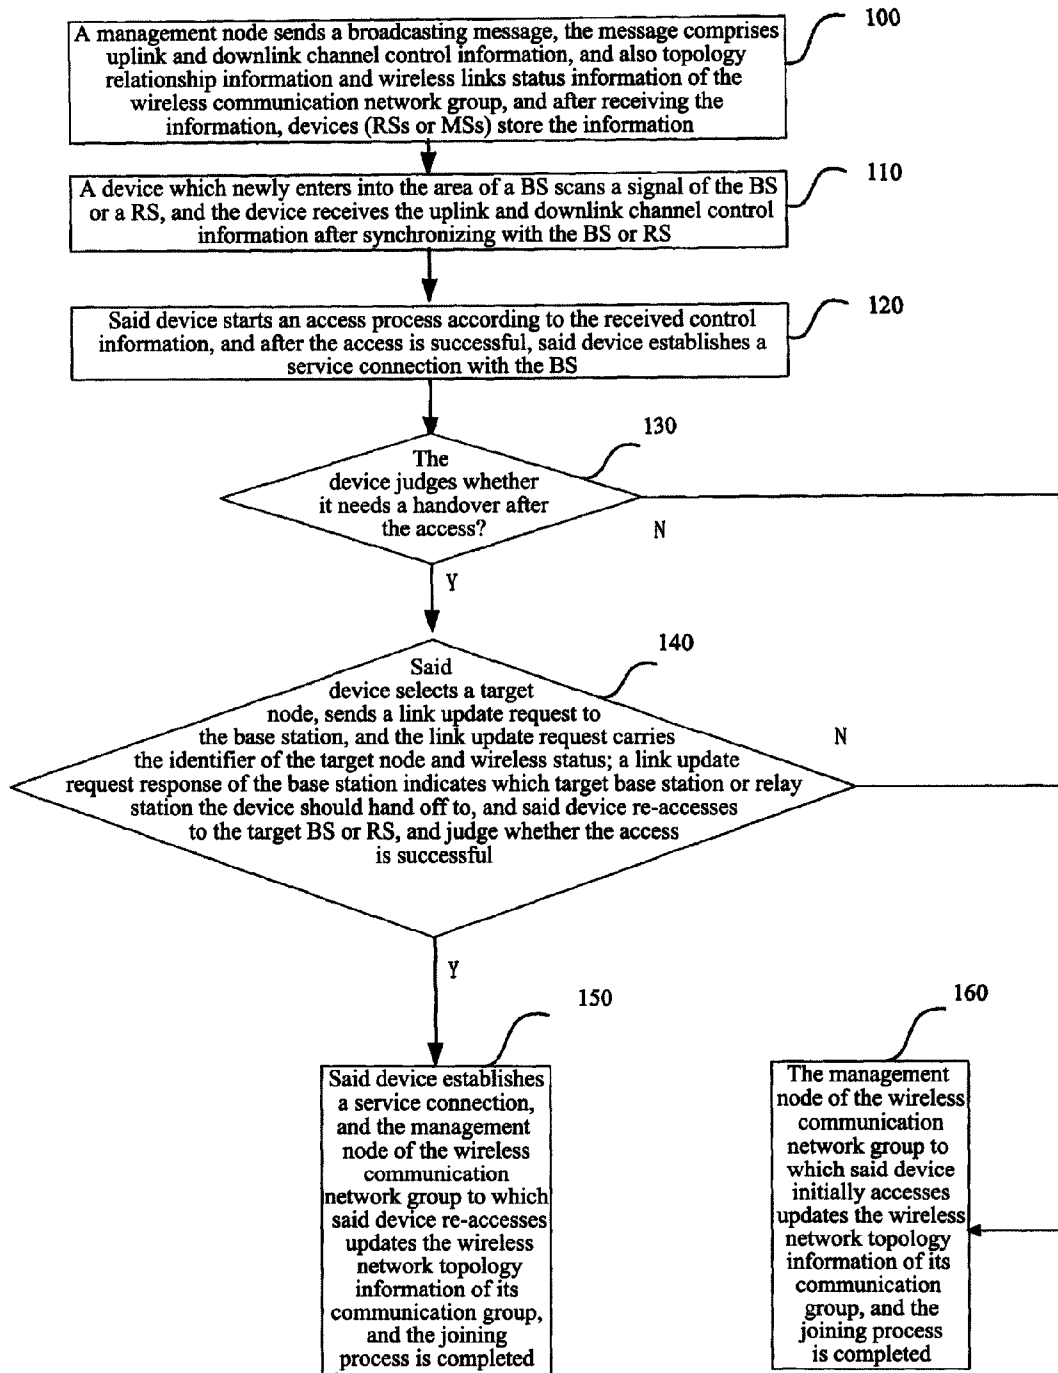 100
A management node sends a broadcasting message, the message comprises
uplink and downlink channel control information, and also topology
relationship information and wireless links status information of the
wireless communication network group, and after receiving the
information, devices (RSs or MSs) store the information
110
A device which newly enters into the area of a BS scans a signal of the BS
or a RS, and the device receives the uplink and downlink channel control
information after synchronizing with the BS or RS
120
Said device starts an access process according to the received control
information, and after the access is successful, said device establishes a
service connection with the BS
130
The
device judges whether
it needs a handover after
the access?
N
Y
140
Said
device selects a target
node, sends a link update request to
the base station, and the link update request carries
the identifier of the target node and wireless status; a link update
request response of the base station indicates which target base station or relay
station the device should hand off to, and said device re-accesses
to the target BS or RS, and judge whether the access
is successful
N
Y
150
Said device establishes
a service connection,
and the management
node of the wireless
communication
network group to which
said device re-accesses
updates the wireless
network topology
information of its
communication group,
and the joining
process is completed
160
The management
node of the wireless
communication
network group to
which said device
initially accesses
updates the wireless
network topology
information of its
communication
group, and the
joining process
is completed